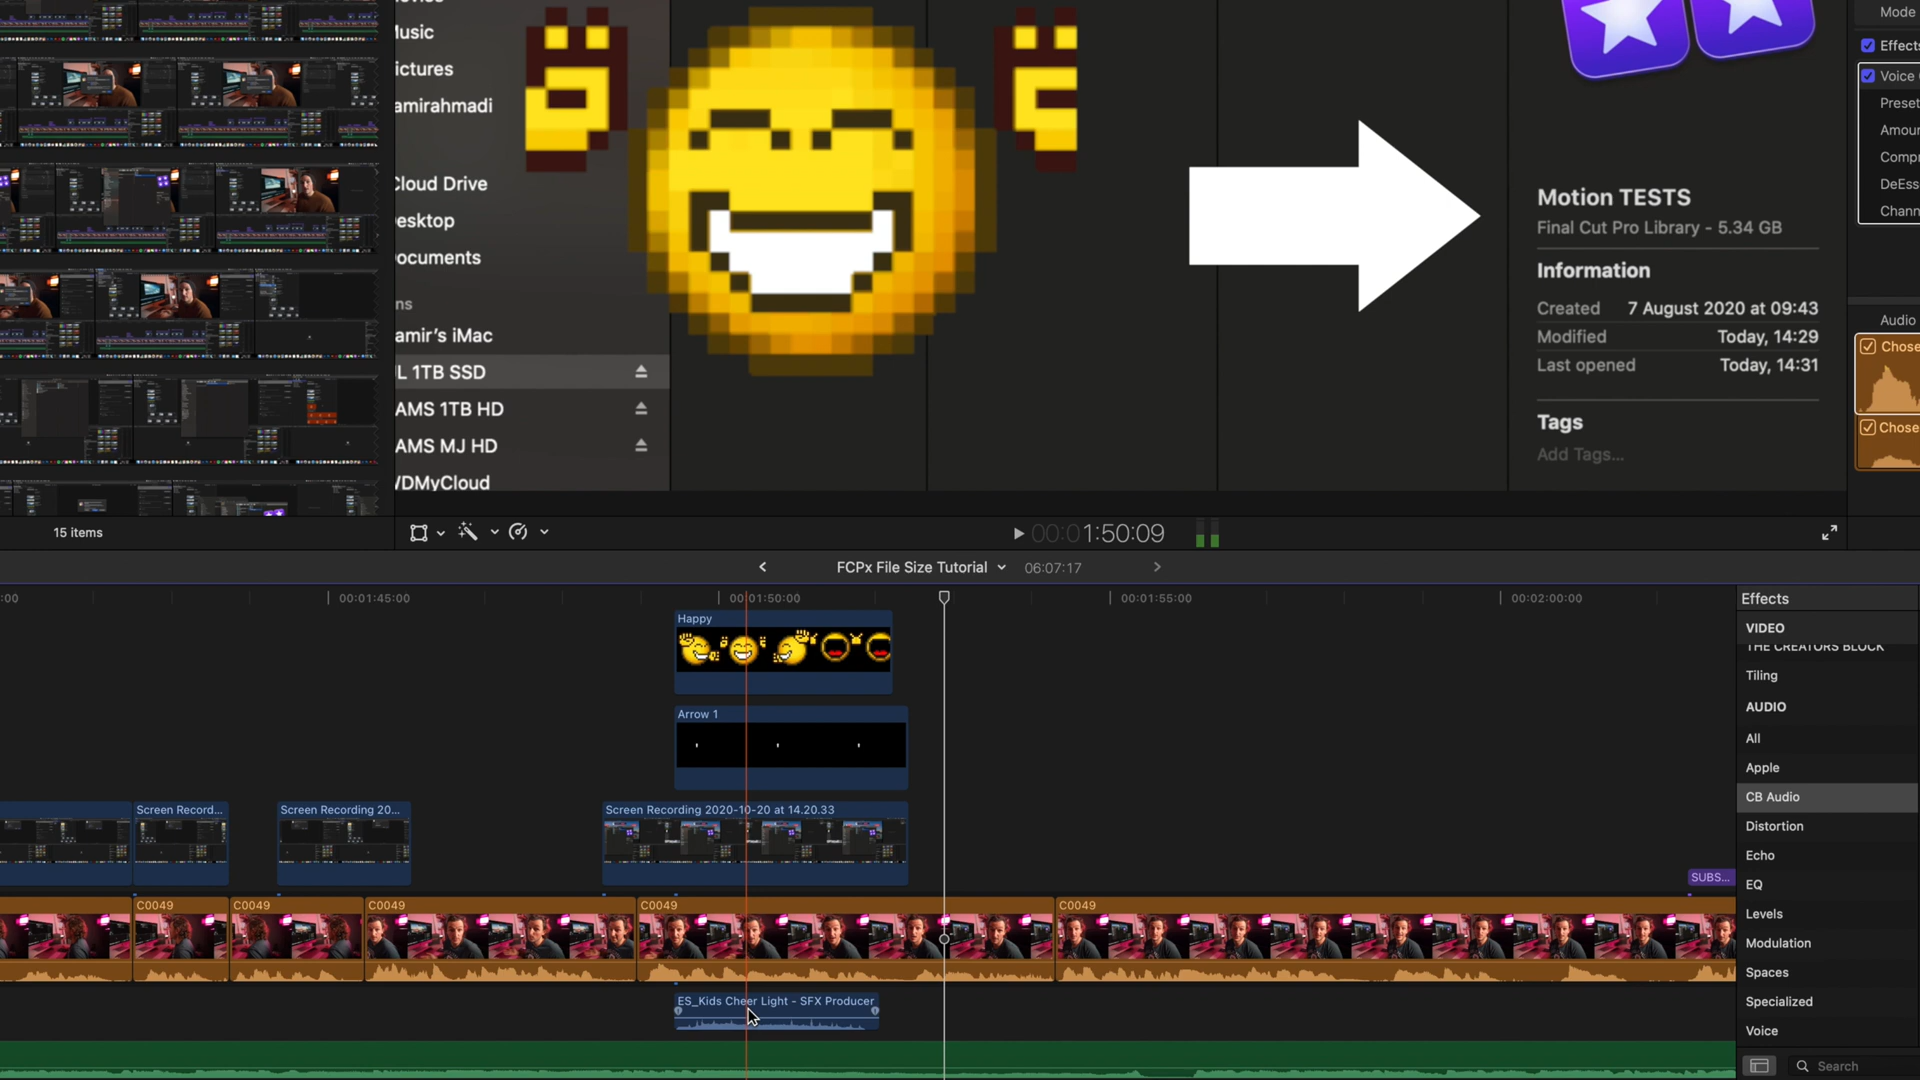 Music
ictures
amirahmadi
Cloud Drive
esktop
ocuments
ns
amir's iMac
L 1TB SSD
AMS 1TB HD
AMS MJ HD
VDMyCloud
Motion TESTS
Final Cut Pro Library - 5.34 GB
Information
Created 7 August 2020 at 09:43
Modified Today, 14:29
Last opened Today, 14:31
Tags
Add Tags...
Mode
Effects
Voice
Preset
Amoun
Compr
DeEss
Chann
Audio
Chose
Chose
15 items
00:01:50:09
FCPx File Size Tutorial 06:07:17
:00
00:01:45:00
00:01:50:00
00:01:55:00
00:02:00:00
Happy
Arrow 1
Screen Record...
Screen Recording 20...
Screen Recording 2020-10-20 at 14.20.33
SUBS...
C0049
C0049
C0049
C0049
C0049
ES_Kids Cheer Light - SFX Producer
Effects
VIDEO
THE CREATORS BLOCK
Tiling
AUDIO
All
Apple
CB Audio
Distortion
Echo
EQ
Levels
Modulation
Spaces
Specialized
Voice
Search